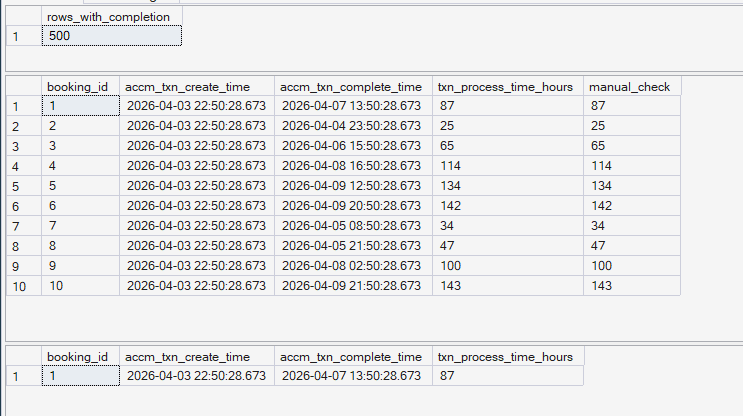 rows_with_completion
1 500
booking_id accm_txn_create_time accm_txn_complete_time txn_process_time_hours manual_check
1 1 2026-04-03 22:50:28.673 2026-04-07 13:50:28.673 87 87
2 2 2026-04-03 22:50:28.673 2026-04-04 23:50:28.673 25 25
3 3 2026-04-03 22:50:28.673 2026-04-06 15:50:28.673 65 65
4 4 2026-04-03 22:50:28.673 2026-04-08 16:50:28.673 114 114
5 5 2026-04-03 22:50:28.673 2026-04-09 12:50:28.673 134 134
6 6 2026-04-03 22:50:28.673 2026-04-09 20:50:28.673 142 142
7 7 2026-04-03 22:50:28.673 2026-04-05 08:50:28.673 34 34
8 8 2026-04-03 22:50:28.673 2026-04-05 21:50:28.673 47 47
9 9 2026-04-03 22:50:28.673 2026-04-08 02:50:28.673 100 100
10 10 2026-04-03 22:50:28.673 2026-04-09 21:50:28.673 143 143
booking_id accm_txn_create_time accm_txn_complete_time txn_process_time_hours
1 1 2026-04-03 22:50:28.673 2026-04-07 13:50:28.673 87